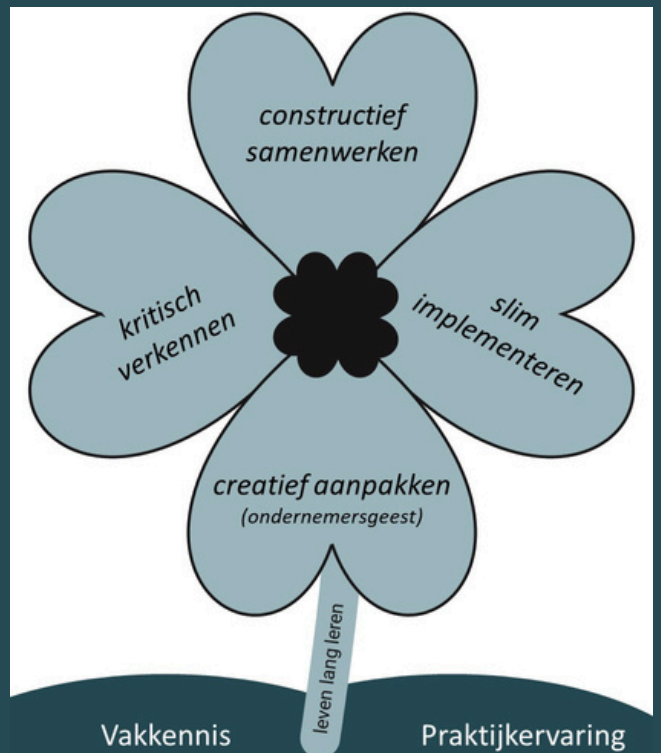 constructief
samenwerken
kritisch
verkennen
slim
implementeren
creatief aanpakken
(ondernemersgeest)
leven lang leren
Vakkennis
Praktijkervaring